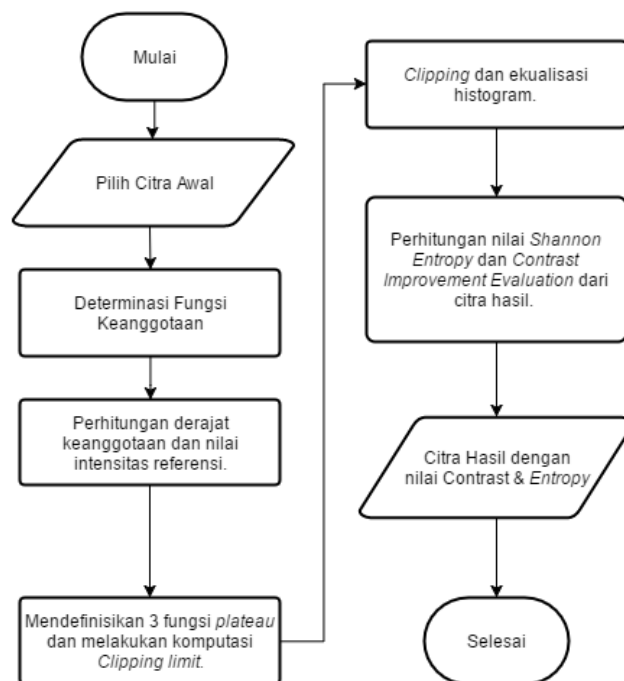 Mulai
Pilih Citra Awal
Determinasi Fungsi
Keanggotaan
Perhitungan derajat
keanggotaan dan nilai
intensitas referensi.
Mendefinisikan 3 fungsi plateau
dan melakukan komputasi
Clipping limit.
Clipping dan ekualisasi
histogram.
Perhitungan nilai Shannon
Entropy dan Contrast
Improvement Evaluation dari
citra hasil.
Citra Hasil dengan
nilai Contrast & Entropy
Selesai